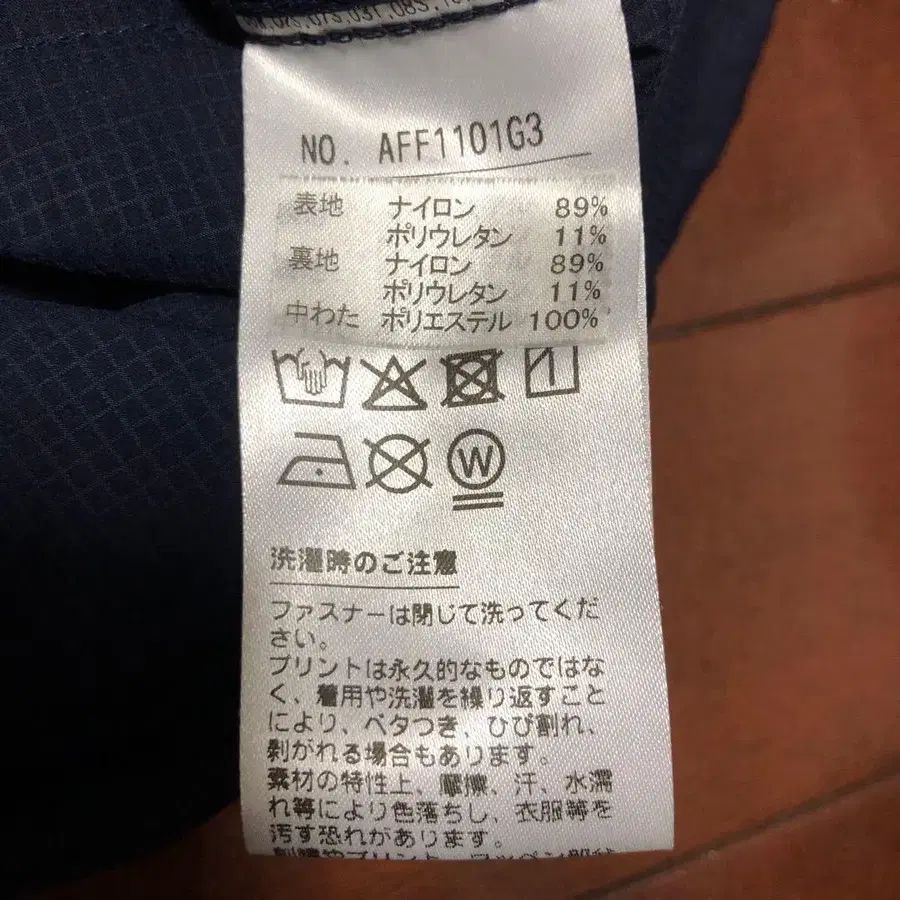 NO. AFF1101G3
表地 ナイロン 89%
ポリウレタン 11%
裏地 ナイロン 89%
ポリウレタン 11%
中わた ポリエステル 100%
W
洗濯時のご注意
ファスナーは閉じて洗ってくだ
さい。
プリントは永久的なものではな
く、着用や洗濯を繰り返すこと
により、ベタつき、ひび割れ、
剥がれる場合もあります。
素材の特性上、摩擦、汗、水濡
れ等により色落ちし、衣服等を
汚す恐れがあります。